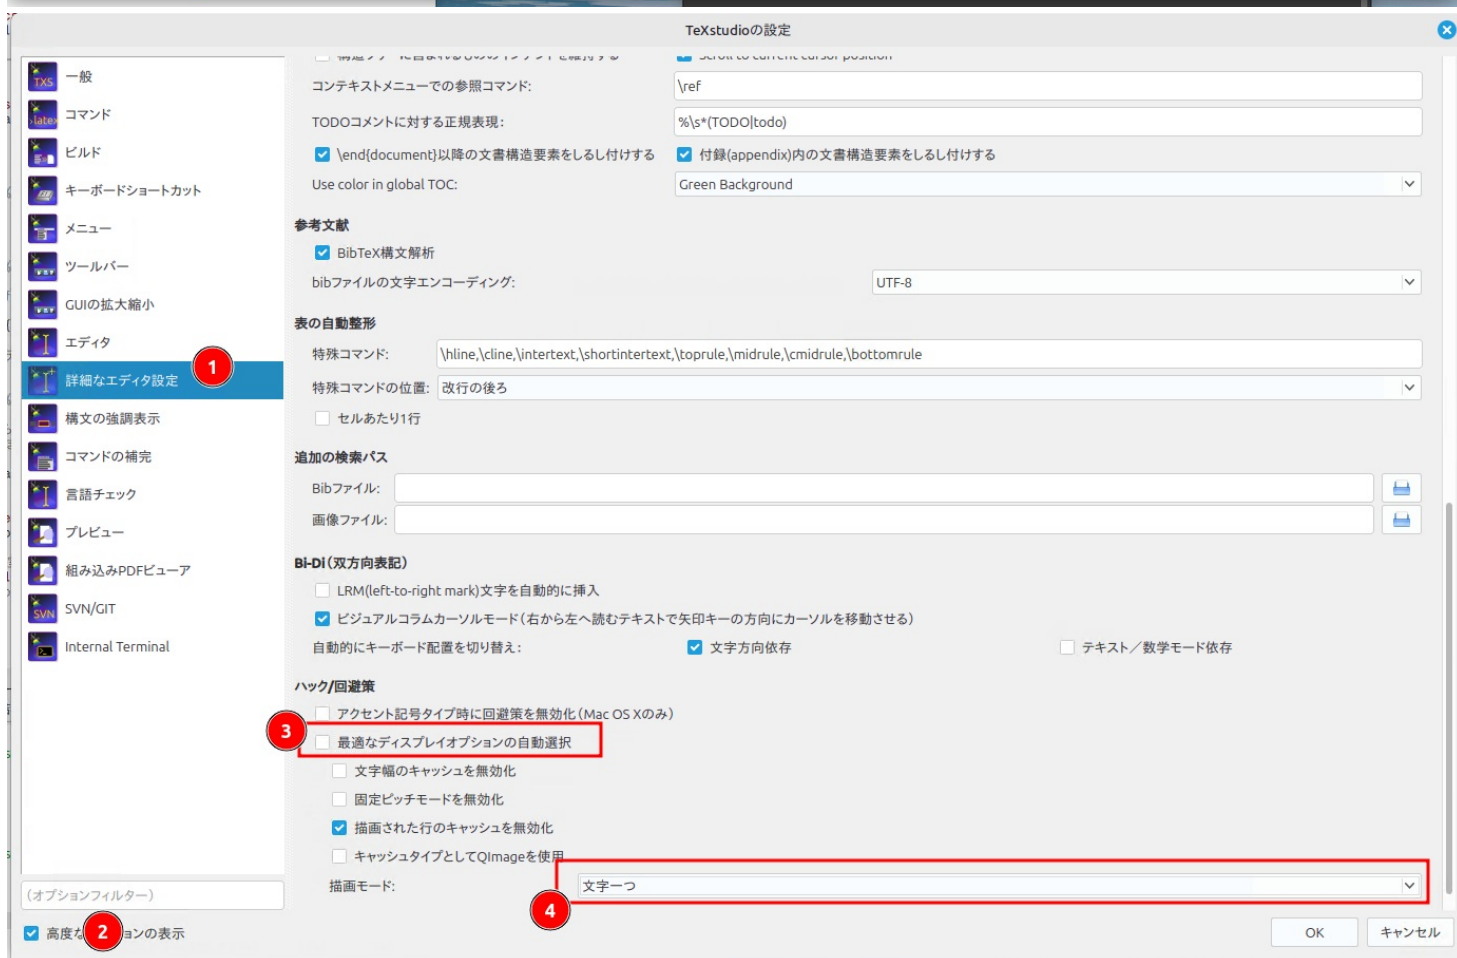 TeXstudioの設定
一般
コマンド
ビルド
キーボードショートカット
メニュー
ツールバー
GUIの拡大縮小
エディタ
1
詳細なエディタ設定
構文の強調表示
コマンドの補完
言語チェック
プレビュー
組み込みPDFビューア
SVN/GIT
Internal Terminal
(オプションフィルター)
高度な 2 ョンの表示
Scroll to current cursor position
コンテキストメニューでの参照コマンド: \ref
TODOコメントに対する正規表現: %\s*(TODO|todo)
\end{document}以降の文書構造要素をしるし付けする 付録(appendix)内の文書構造要素をしるし付けする
Use color in global TOC: Green Background
参考文献
BibTeX構文解析
bibファイルの文字エンコーディング: UTF-8
表の自動整形
特殊コマンド: \hline,\cline,\intertext,\shortintertext,\toprule,\midrule,\cmidrule,\bottomrule
特殊コマンドの位置: 改行の後ろ
セルあたり1行
追加の検索パス
Bibファイル:
画像ファイル:
Bi-Di(双方向表記)
LRM(left-to-right mark)文字を自動的に挿入
ビジュアルコラムカーソルモード(右から左へ読むテキストで矢印キーの方向にカーソルを移動させる)
自動的にキーボード配置を切り替え: 文字方向依存 テキスト/数学モード依存
ハック/回避策
アクセント記号タイプ時に回避策を無効化(Mac OS Xのみ)
3
最適なディスプレイオプションの自動選択
文字幅のキャッシュを無効化
固定ピッチモードを無効化
描画された行のキャッシュを無効化
キャッシュタイプとしてQImageを使用
描画モード: 文字一つ
4
OK キャンセル